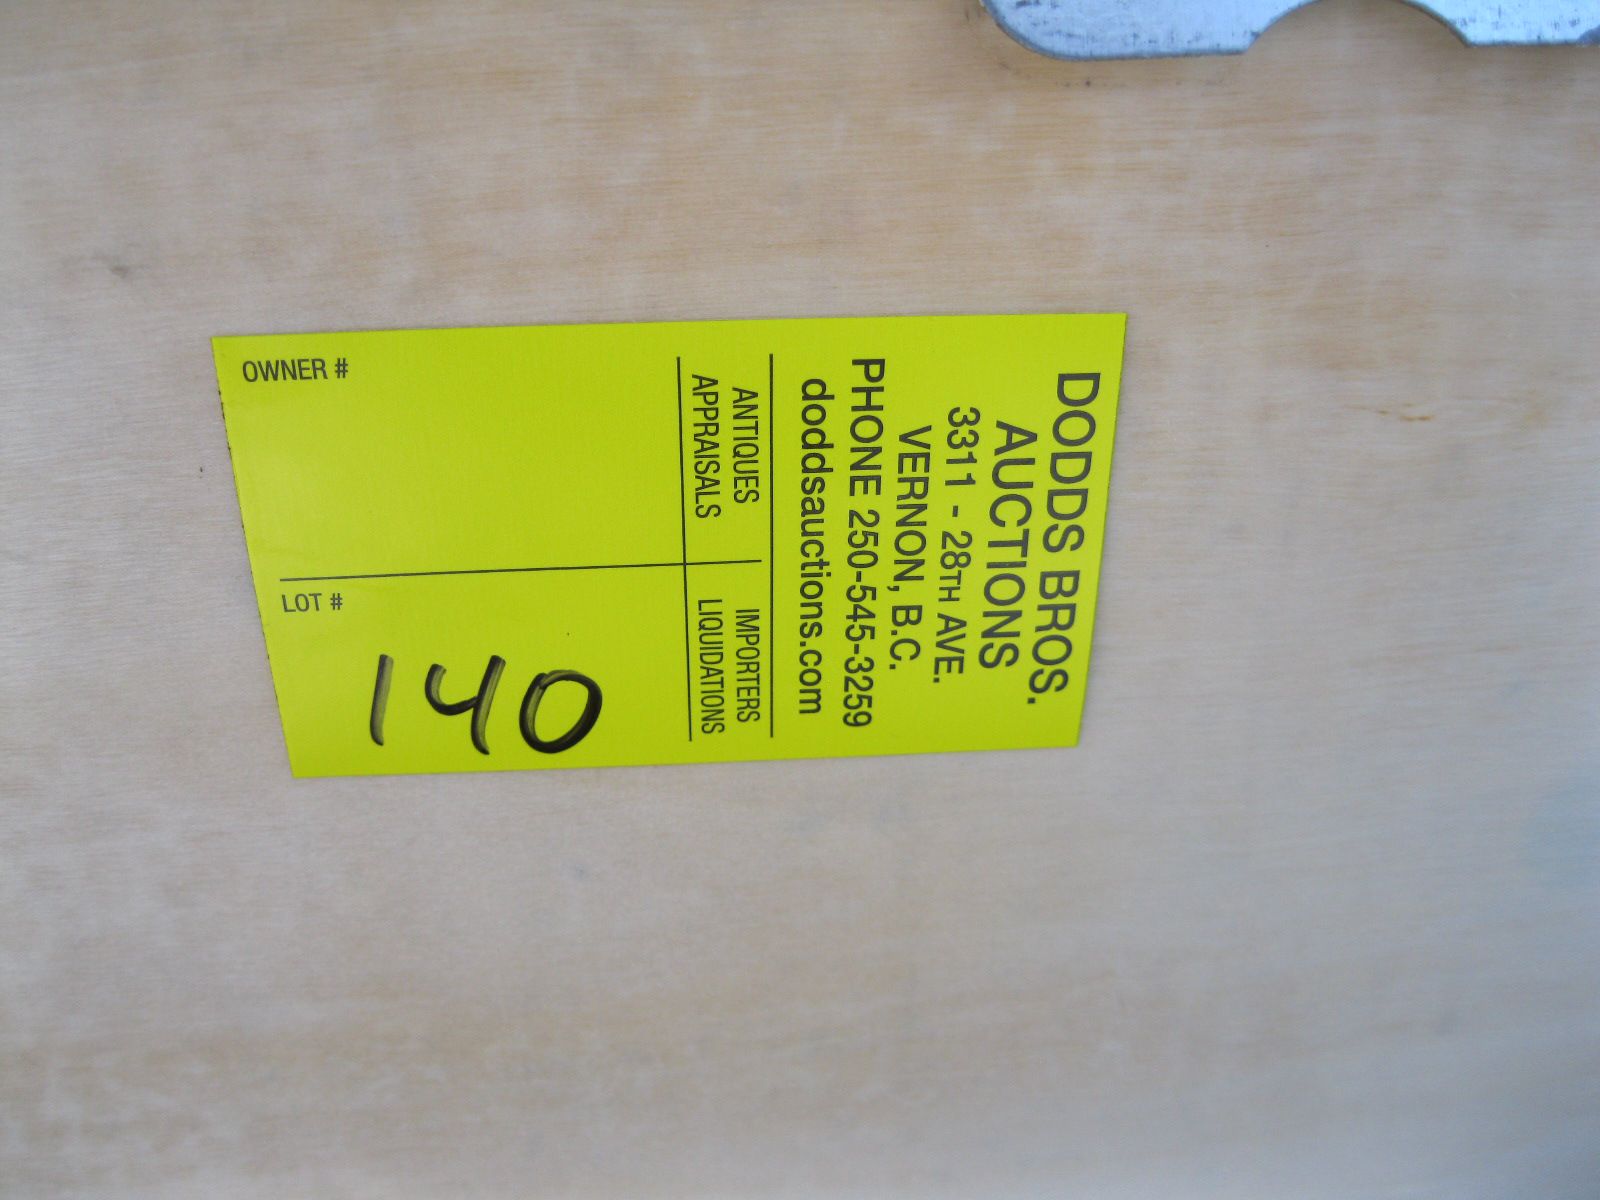 DODDS BROS.
AUCTIONS
3311 - 28TH AVE.
VERNON, B.C.
PHONE 250-545-3259
doddsauctions.com
ANTIQUES
APPRAISALS
IMPORTERS
LIQUIDATIONS
OWNER #
LOT #
140